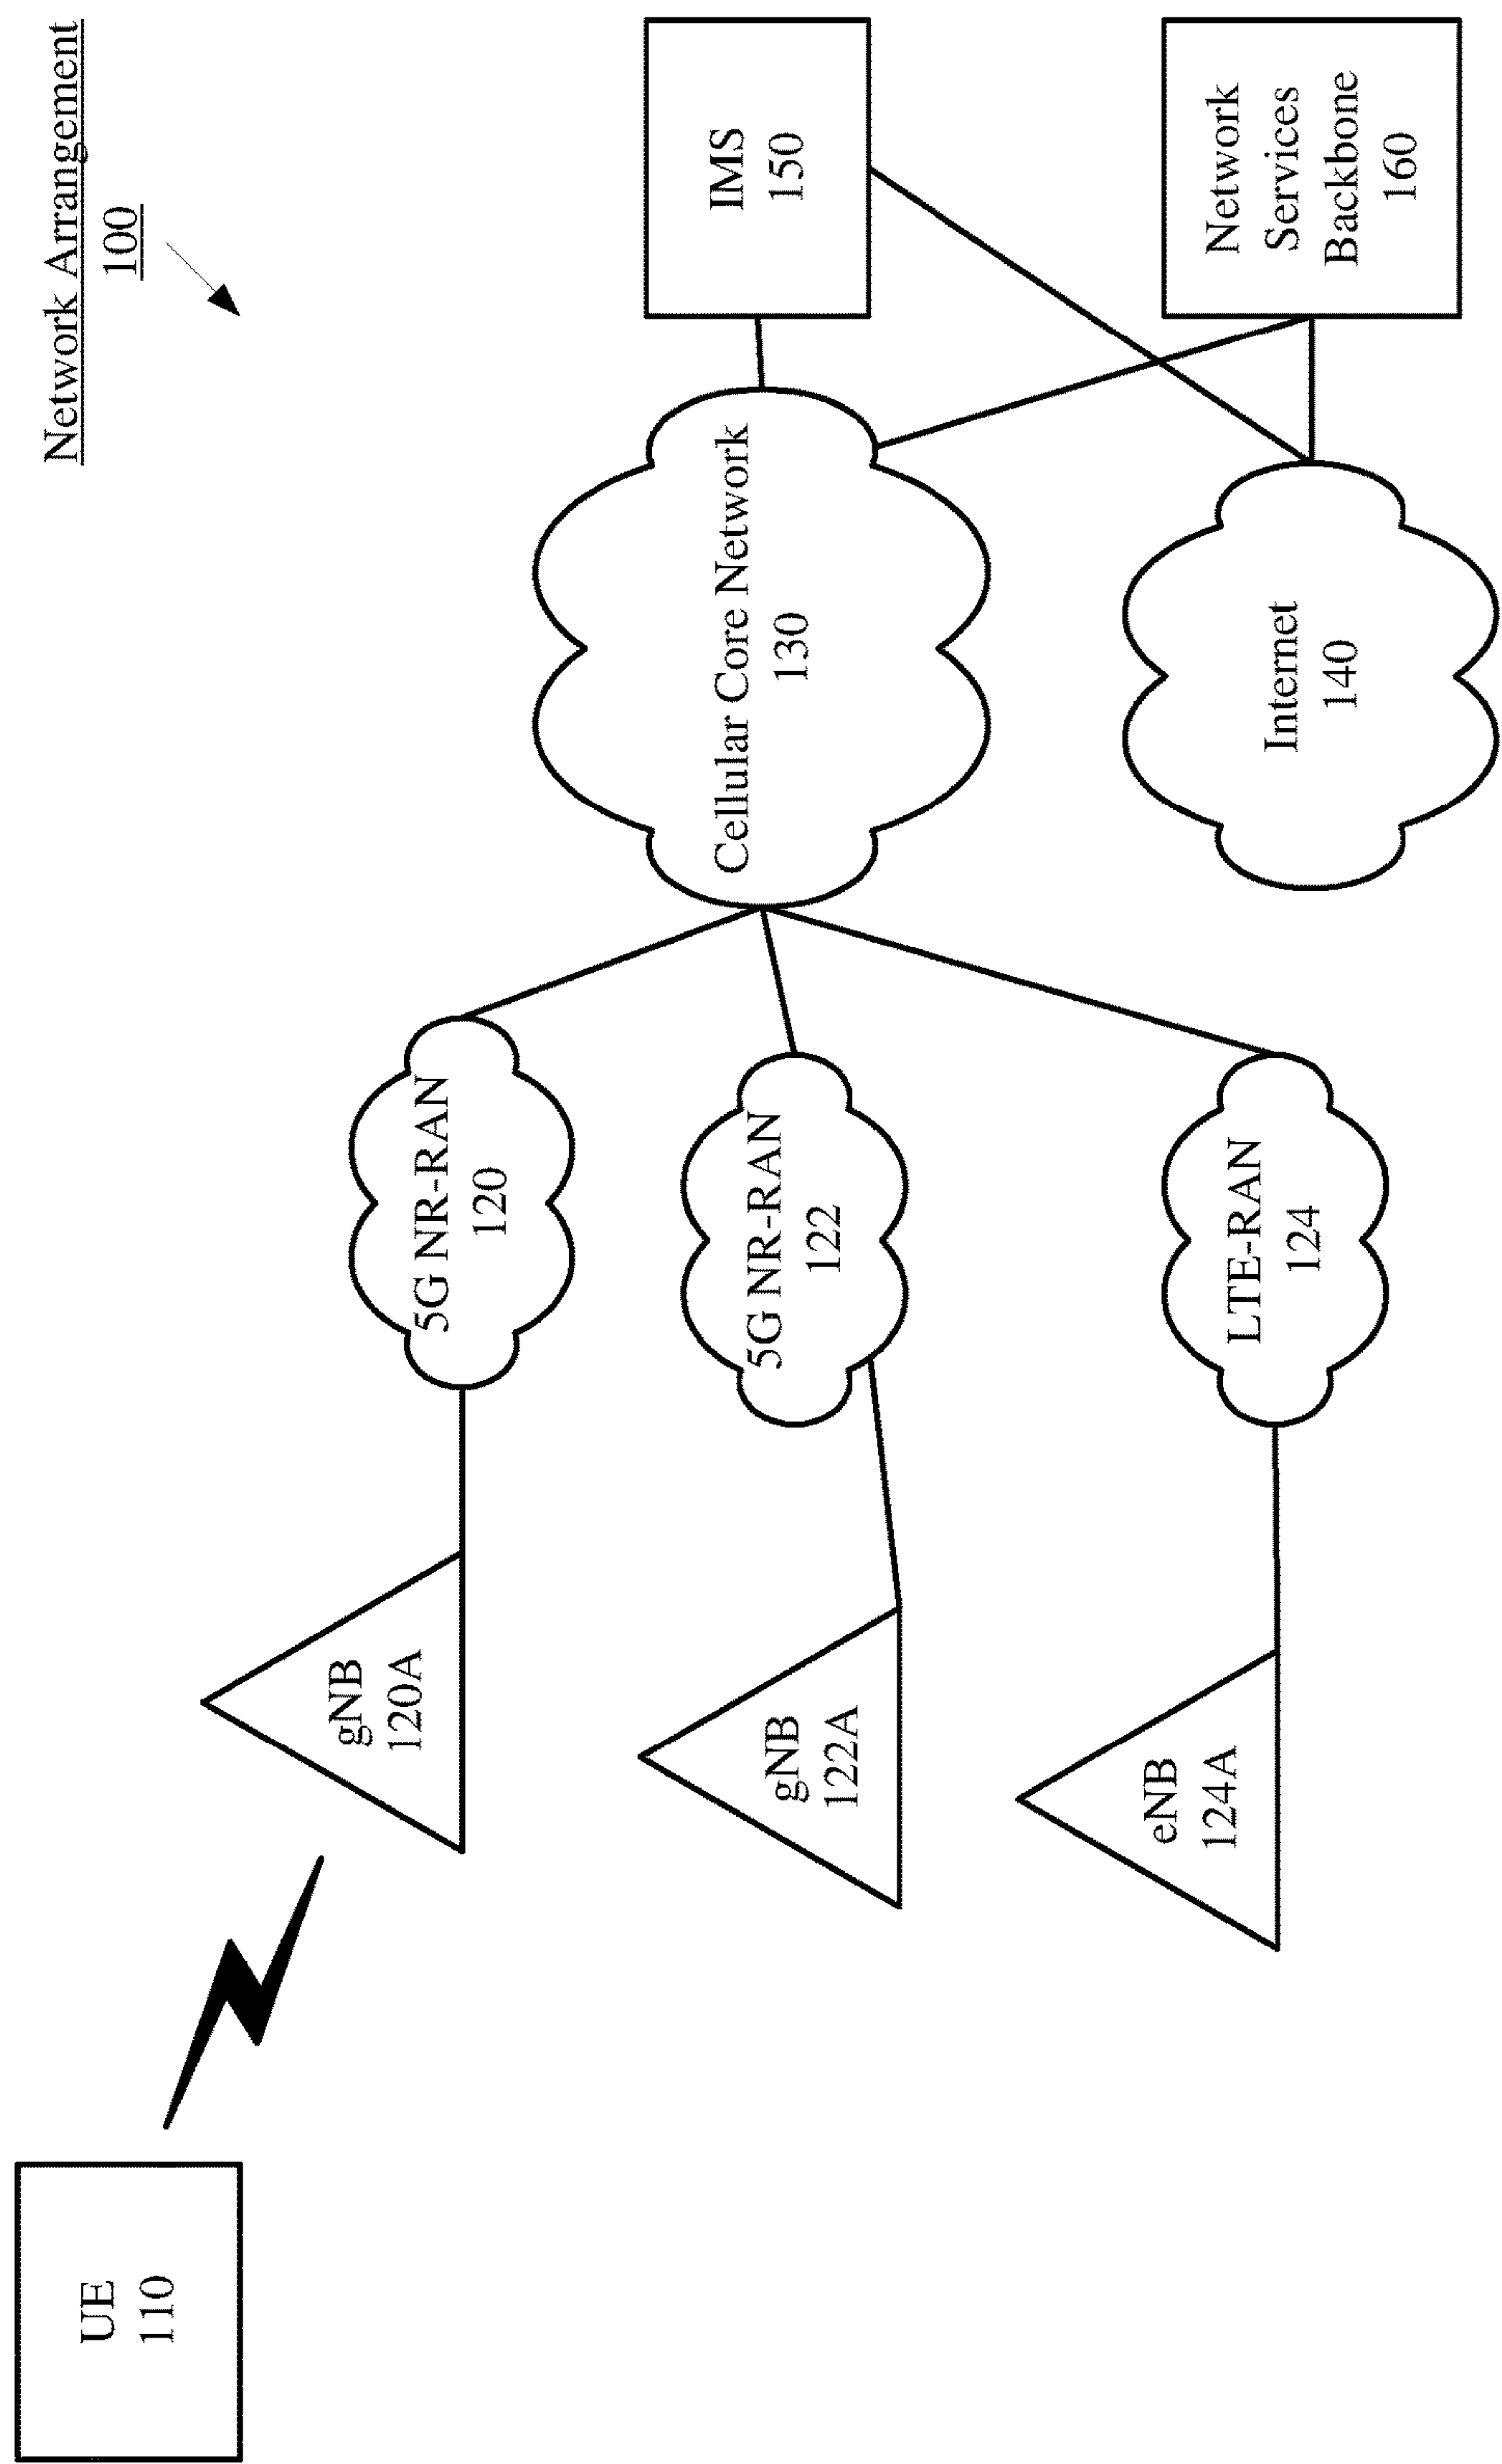 Network Arrangement
100
UE
110
gNB
120A
5G NR-RAN
120
gNB
122A
5G NR-RAN
122
eNB
124A
LTE-RAN
124
Cellular Core Network
130
Internet
140
IMS
150
Network
Services
Backbone
160